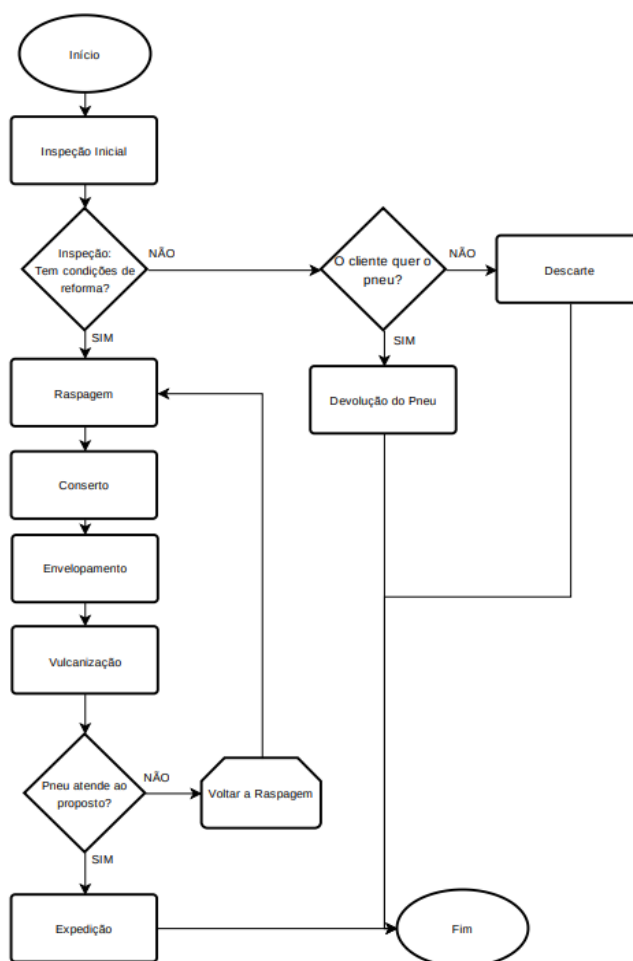 Início
Inspeção Inicial
Inspeção:
Tem condições de
reforma?
NÃO
O cliente quer o
pneu?
NÃO
Descarte
SIM
SIM
Raspagem
Devolução do Pneu
Conserto
Envelopamento
Vulcanização
Pneu atende ao
proposto?
NÃO
Voltar a Raspagem
SIM
Expedição
Fim